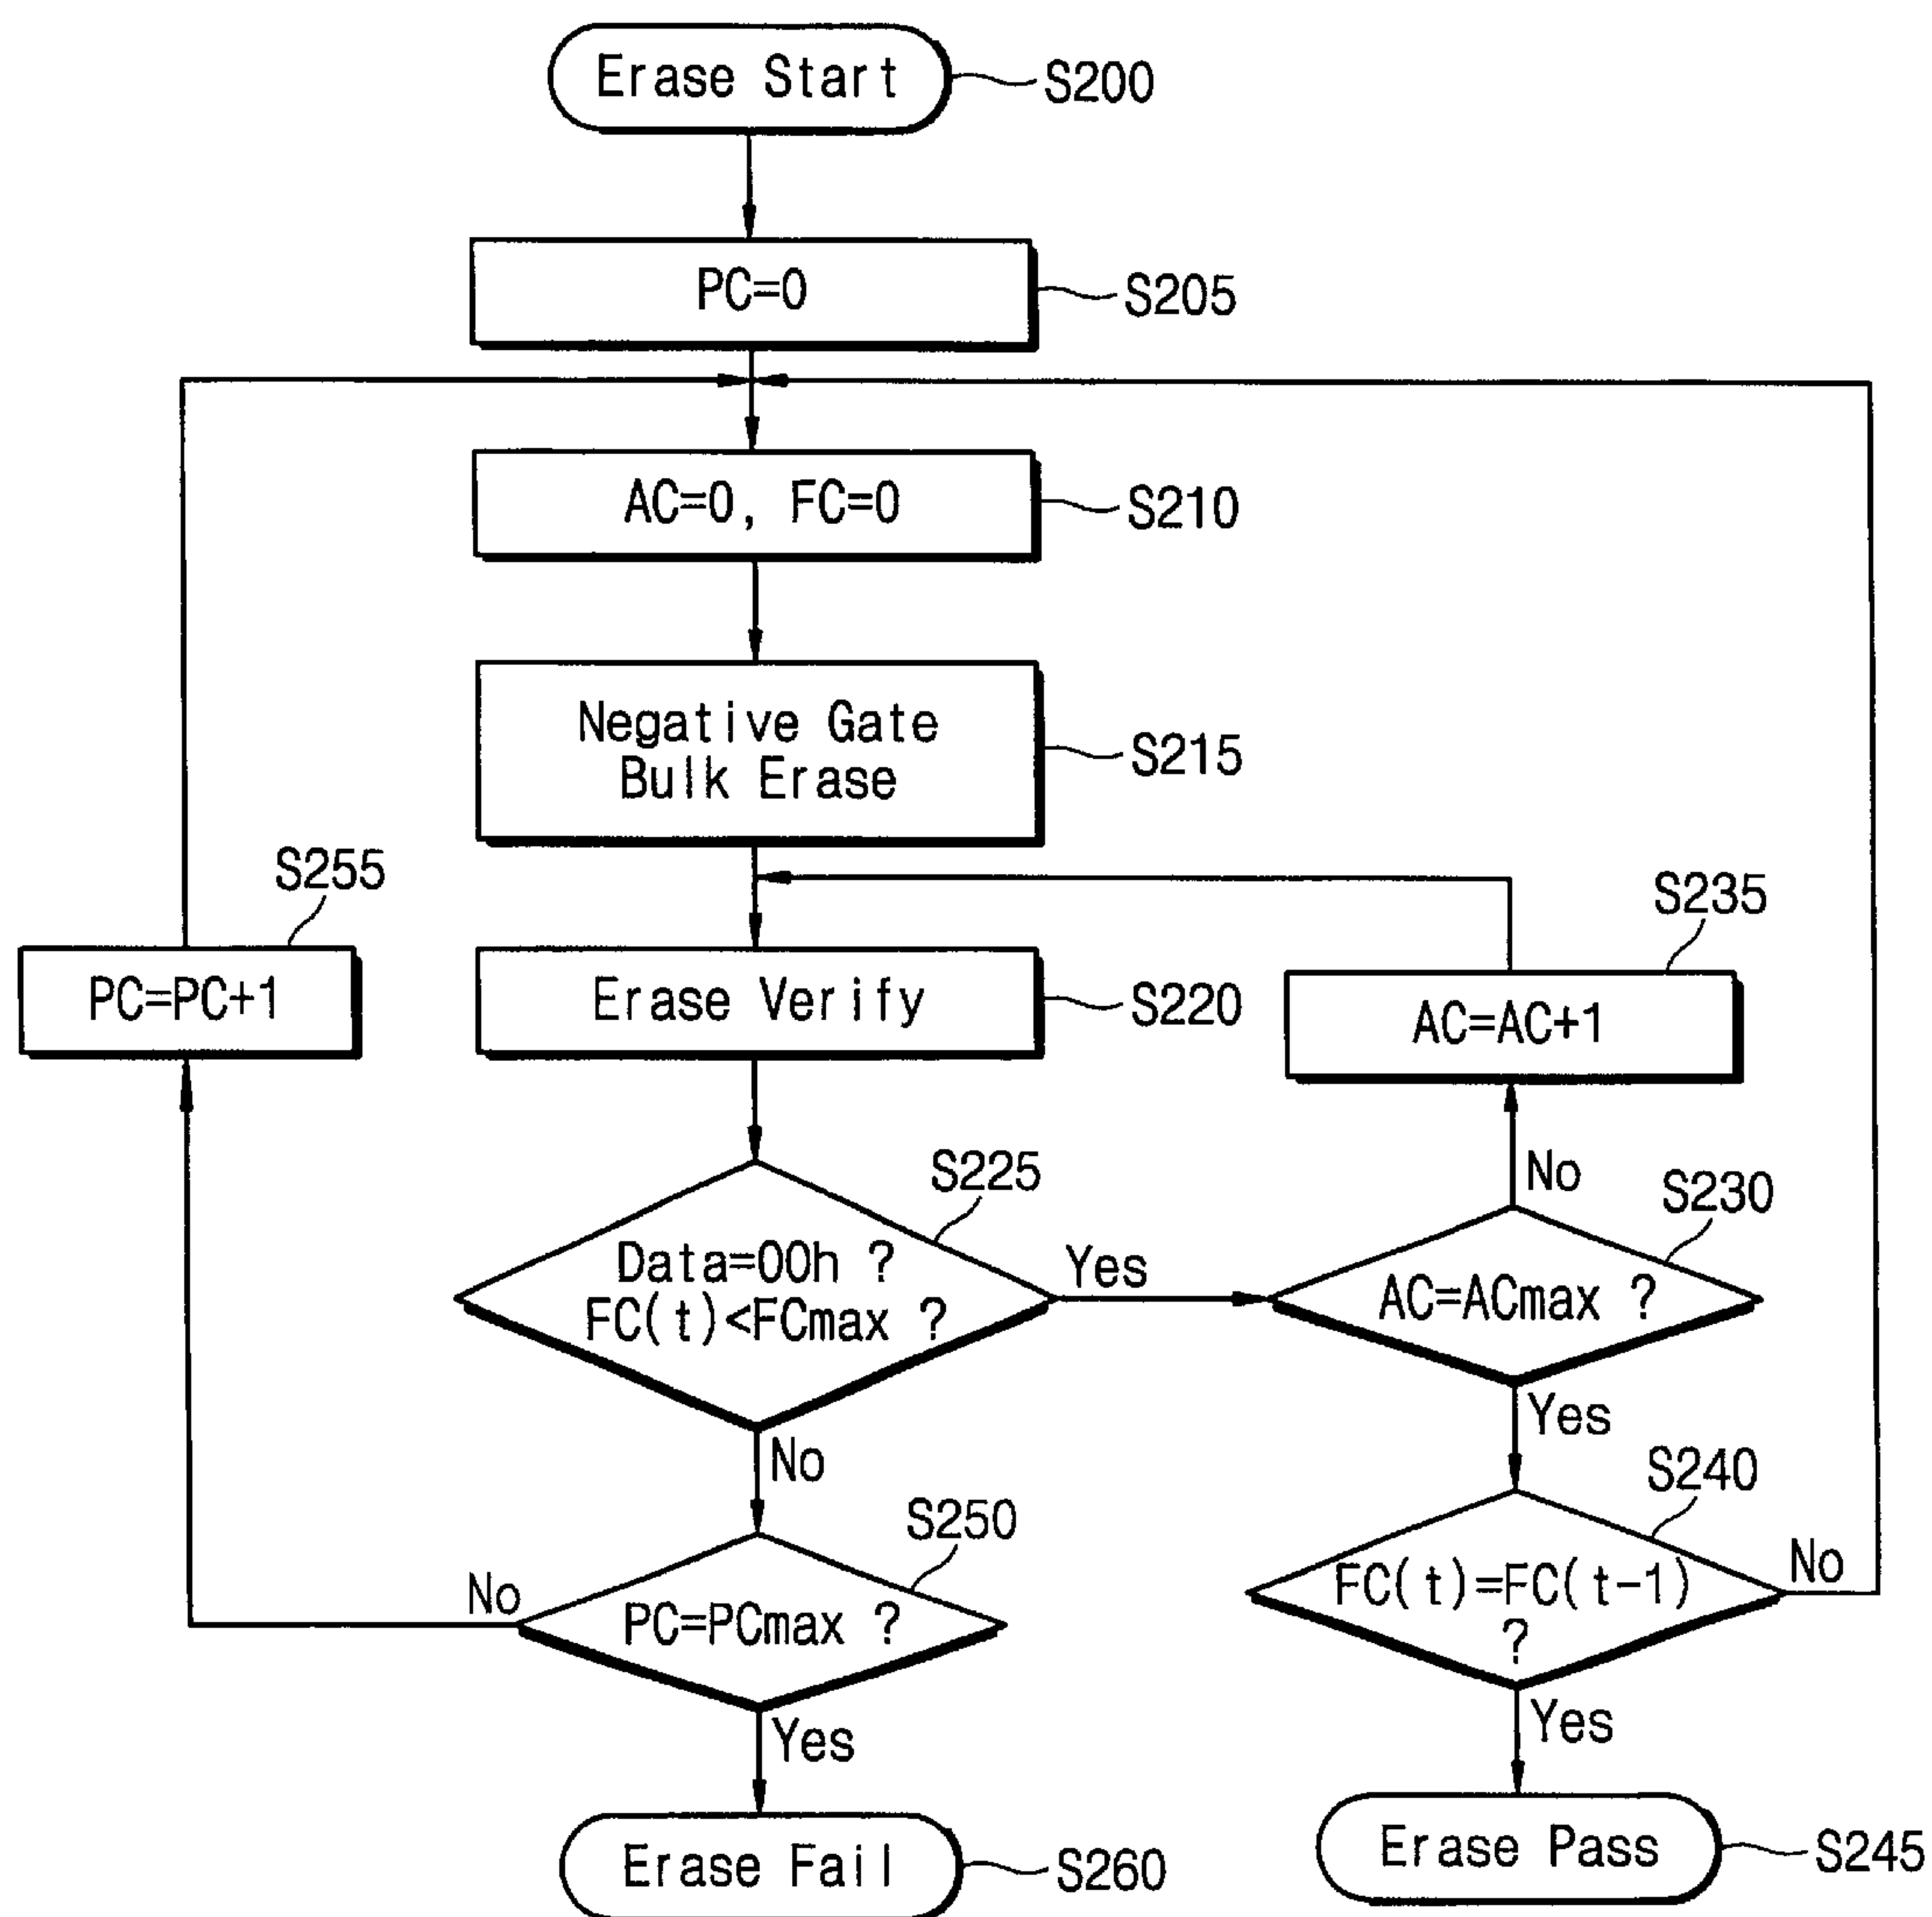 Erase Start
S200
PC=0
S205
AC=0, FC=0
S210
Negative Gate
Bulk Erase
S215
S255
PC=PC+1
Erase Verify
S220
S235
AC=AC+1
No
S225
Data=00h ?
FC(t)<FCmax ?
Yes
S230
AC=ACmax ?
Yes
No
S250
PC=PCmax ?
No
Yes
S240
FC(t)=FC(t-1)
?
No
Yes
Erase Fail
S260
Erase Pass
S245